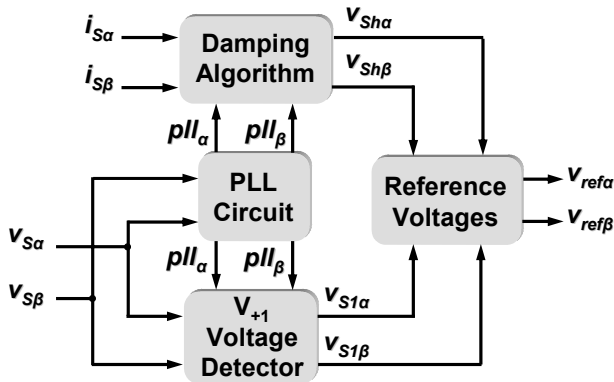 i_Sα
i_Sβ
Damping
Algorithm
v_Shα
v_Shβ
pll_α
pll_β
PLL
Circuit
Reference
Voltages
v_refα
v_refβ
v_Sα
v_Sβ
pll_α
pll_β
V_+1
Voltage
Detector
v_S1α
v_S1β